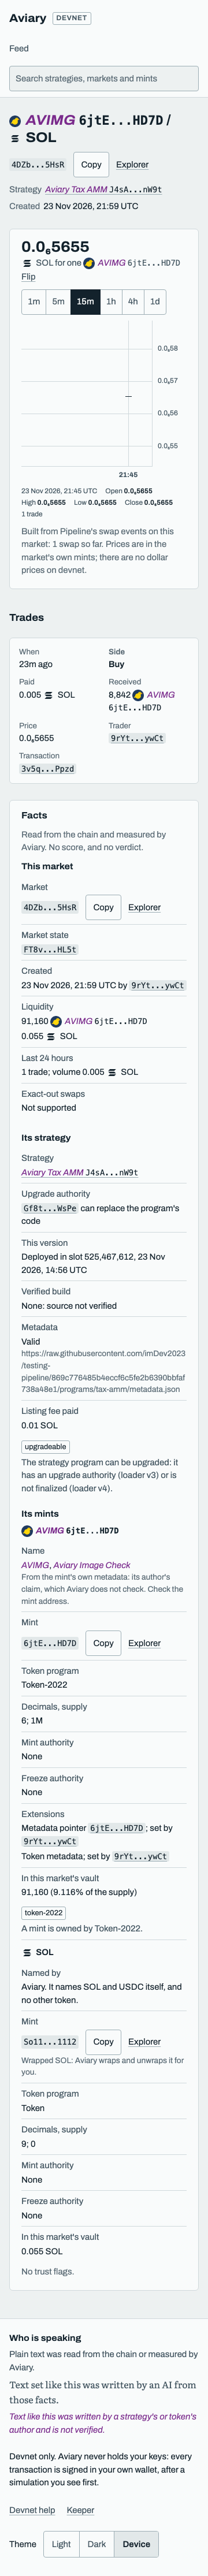 Aviary DEVNET
Feed
Search strategies, markets and mints
AVIMG 6jtE...HD7D /
SOL
4DZb...5HsR Copy Explorer
Strategy Aviary Tax AMM J4sA...nW9t
Created 23 Nov 2026, 21:59 UTC
0.0₆5655
SOL for one AVIMG 6jtE...HD7D
Flip
1m 5m 15m 1h 4h 1d
0.0₆58
0.0₆57
0.0₆56
0.0₆55
21:45
23 Nov 2026, 21:45 UTC Open 0.0₆5655
High 0.0₆5655 Low 0.0₆5655 Close 0.0₆5655
1 trade
Built from Pipeline's swap events on this
market: 1 swap so far. Prices are in the
market's own mints; there are no dollar
prices on devnet.
Trades
When Side
23m ago Buy
Paid Received
0.005 SOL 8,842 AVIMG
6jtE...HD7D
Price Trader
0.0₆5655 9rYt...ywCt
Transaction
3v5q...Ppzd
Facts
Read from the chain and measured by
Aviary. No score, and no verdict.
This market
Market
4DZb...5HsR Copy Explorer
Market state
FT8v...HL5t
Created
23 Nov 2026, 21:59 UTC by 9rYt...ywCt
Liquidity
91,160 AVIMG 6jtE...HD7D
0.055 SOL
Last 24 hours
1 trade; volume 0.005 SOL
Exact-out swaps
Not supported
Its strategy
Strategy
Aviary Tax AMM J4sA...nW9t
Upgrade authority
Gf8t...WsPe can replace the program's
code
This version
Deployed in slot 525,467,612, 23 Nov
2026, 14:56 UTC
Verified build
None: source not verified
Metadata
Valid
https://raw.githubusercontent.com/imDev2023
/testing-
pipeline/869c776485b4eccf6c5fe2b6390bbfaf
738a48e1/programs/tax-amm/metadata.json
Listing fee paid
0.01 SOL
upgradeable
The strategy program can be upgraded: it
has an upgrade authority (loader v3) or is
not finalized (loader v4).
Its mints
AVIMG 6jtE...HD7D
Name
AVIMG, Aviary Image Check
From the mint's own metadata: its author's
claim, which Aviary does not check. Check the
mint address.
Mint
6jtE...HD7D Copy Explorer
Token program
Token-2022
Decimals, supply
6; 1M
Mint authority
None
Freeze authority
None
Extensions
Metadata pointer 6jtE...HD7D; set by
9rYt...ywCt
Token metadata; set by 9rYt...ywCt
In this market's vault
91,160 (9.116% of the supply)
token-2022
A mint is owned by Token-2022.
SOL
Named by
Aviary. It names SOL and USDC itself, and
no other token.
Mint
So11...1112 Copy Explorer
Wrapped SOL: Aviary wraps and unwraps it for
you.
Token program
Token
Decimals, supply
9; 0
Mint authority
None
Freeze authority
None
In this market's vault
0.055 SOL
No trust flags.
Who is speaking
Plain text was read from the chain or measured by
Aviary.
Text set like this was written by an AI from
those facts.
Text like this was written by a strategy's or token's
author and is not verified.
Devnet only. Aviary never holds your keys: every
transaction is signed in your own wallet, after a
simulation you see first.
Devnet help Keeper
Theme Light Dark Device